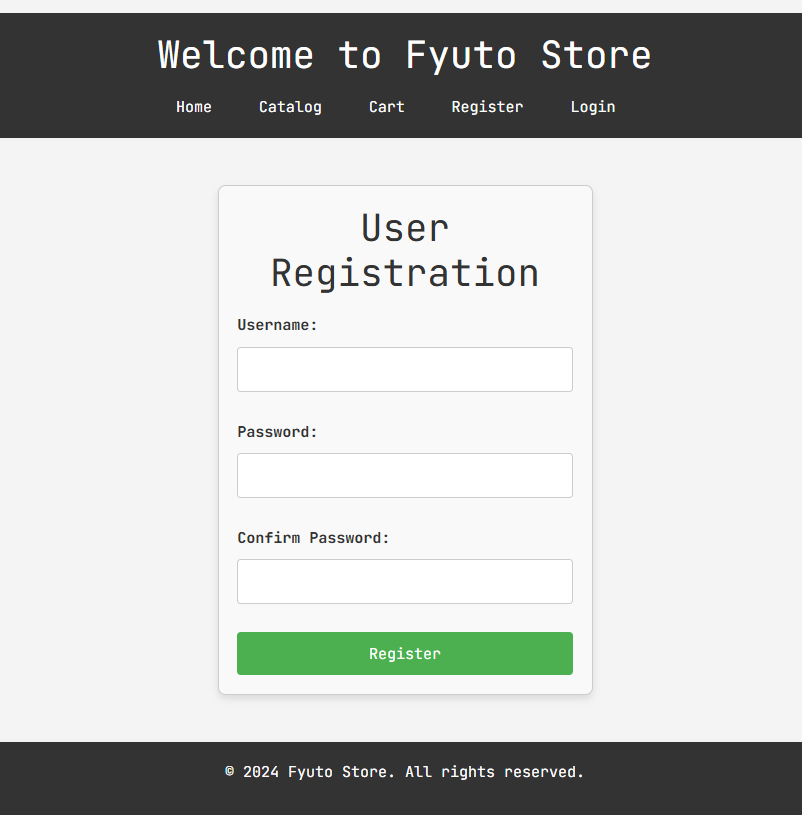 Welcome to Fyuto Store
Home Catalog Cart Register Login
User
Registration
Username:
Password:
Confirm Password:
Register
© 2024 Fyuto Store. All rights reserved.